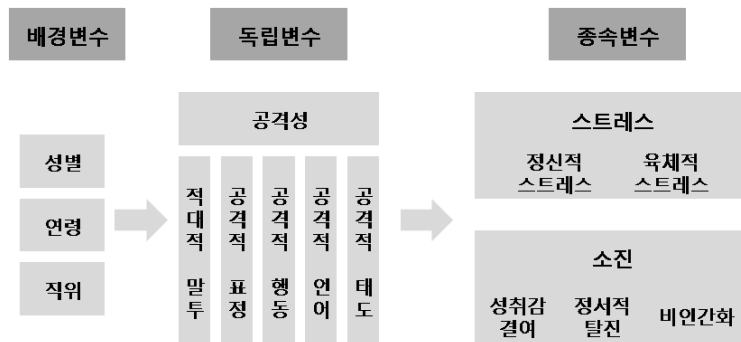 배경변수
독립변수
종속변수
성별
연령
직위
공격성
적대적 말투
공격적 표정
공격적 행동
공격적 언어
공격적 태도
스트레스
정신적
스트레스
육체적
스트레스
소진
성취감
결여
정서적
탈진
비인간화